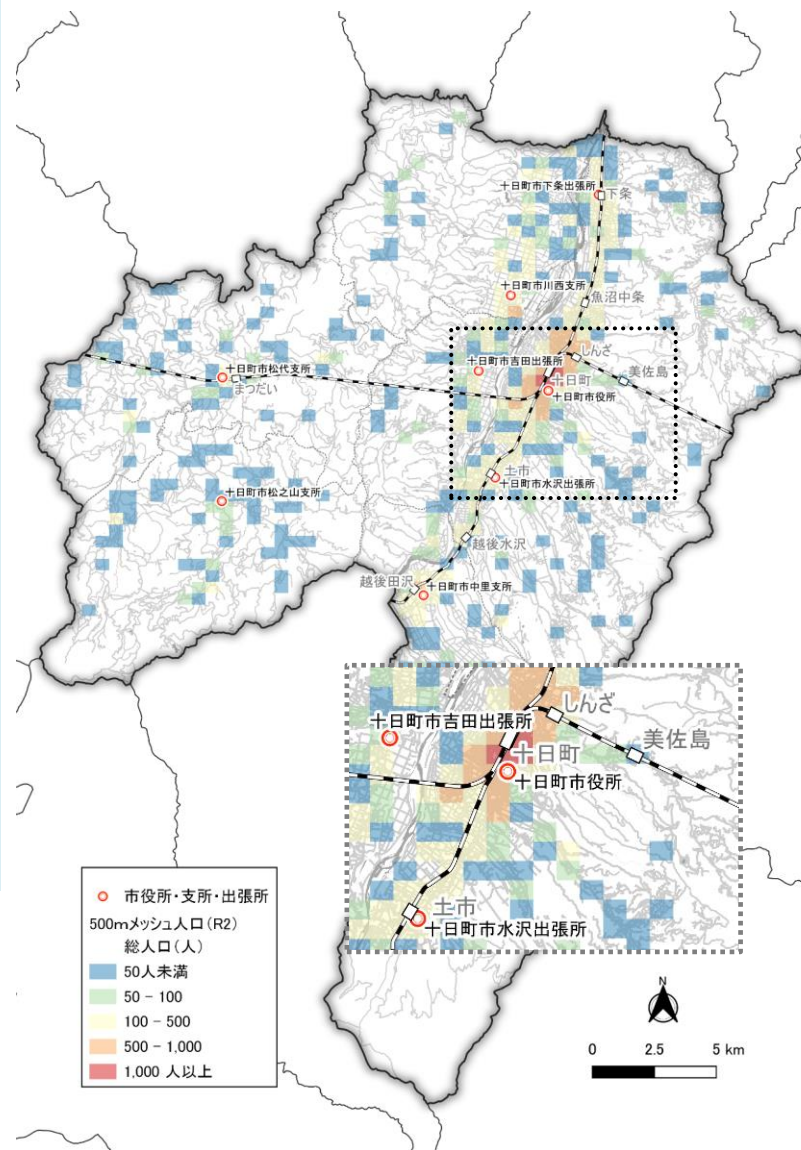 十日町市下条出張所
下条
十日町市川西支所
魚沼中条
しんざ
十日町市吉田出張所
美佐島
十日町
十日町市役所
十日町市松代支所
まつだい
土市
十日町市水沢出張所
十日町市松之山支所
越後水沢
越後田沢
十日町市中里支所
しんざ
十日町市吉田出張所
美佐島
十日町
十日町市役所
土市
十日町市水沢出張所
市役所・支所・出張所
500mメッシュ人口(R2)
総人口(人)
50人未満
50 - 100
100 - 500
500 - 1,000
1,000 人以上
N
0 2.5 5 km